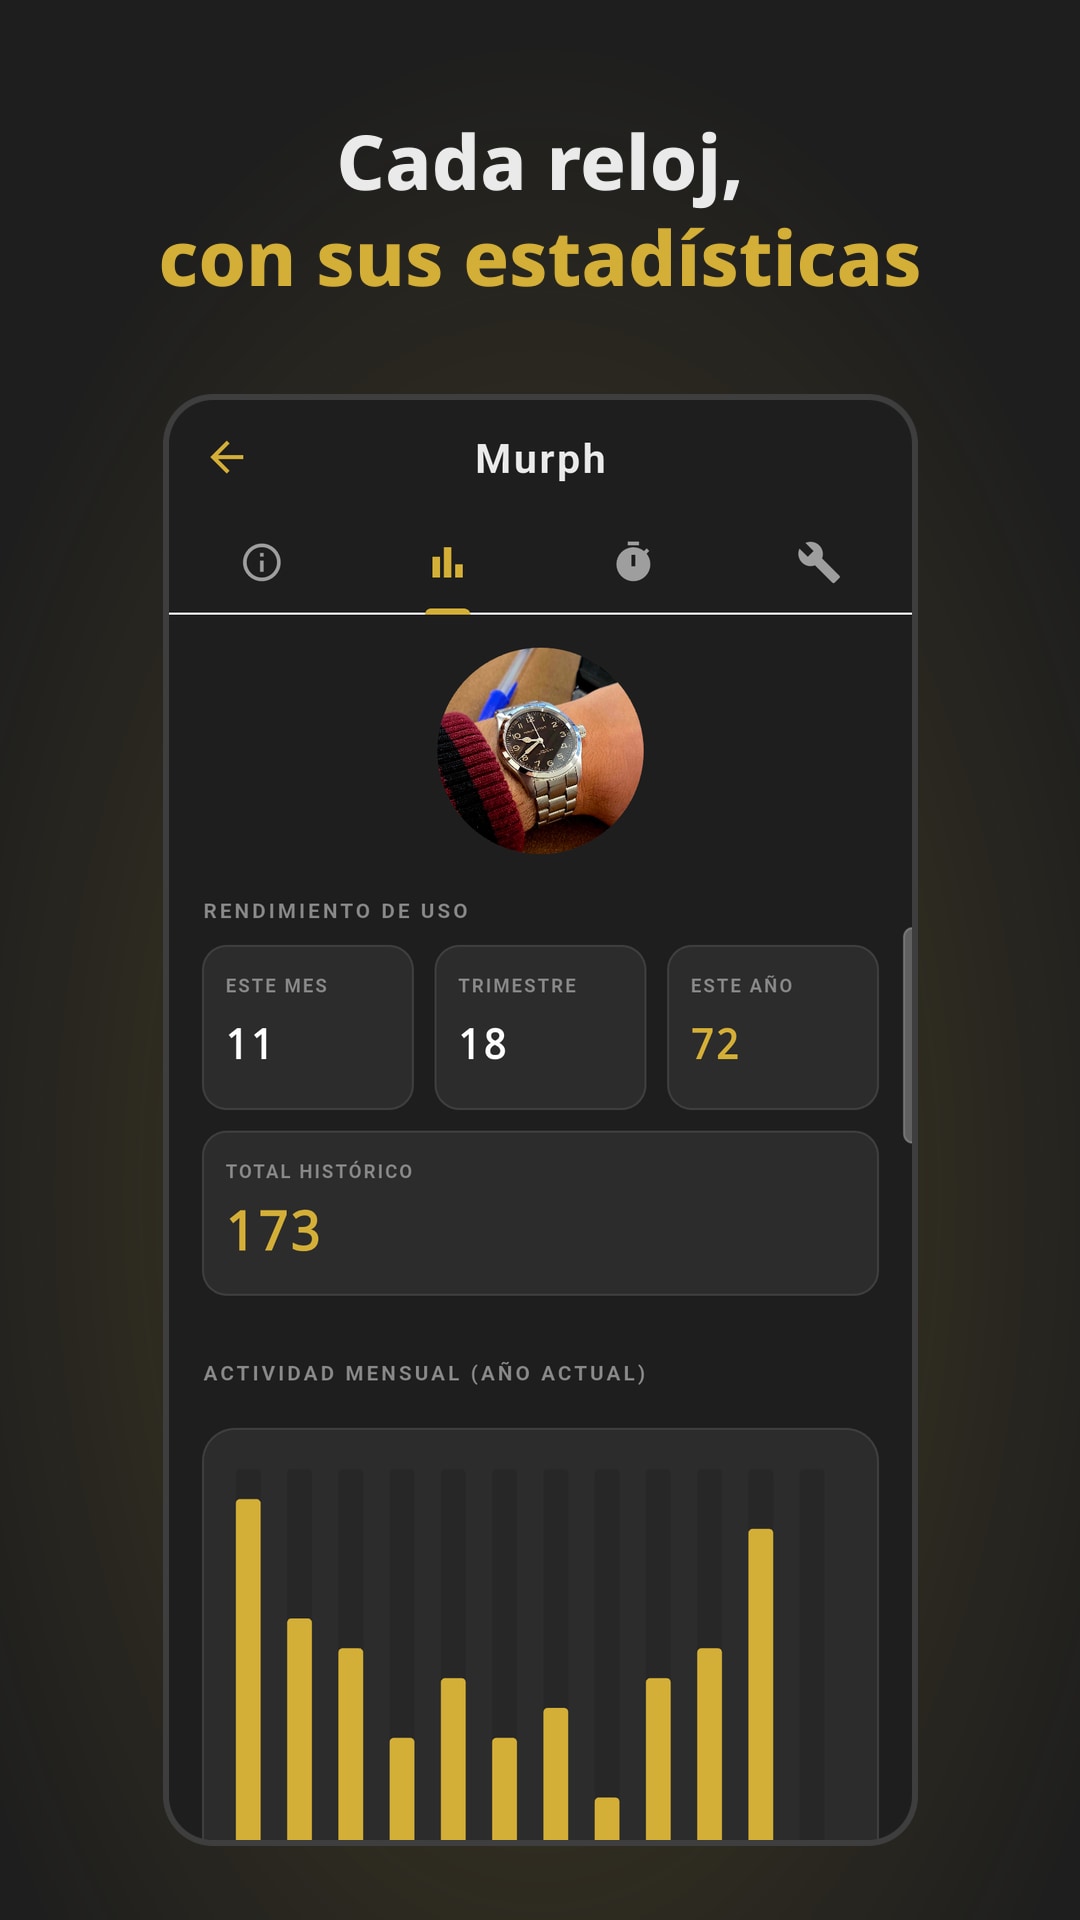 Cada reloj,
con sus estadísticas
Murph
RENDIMIENTO DE USO
ESTE MES
TRIMESTRE
ESTE AÑO
11
18
72
TOTAL HISTÓRICO
173
ACTIVIDAD MENSUAL (AÑO ACTUAL)